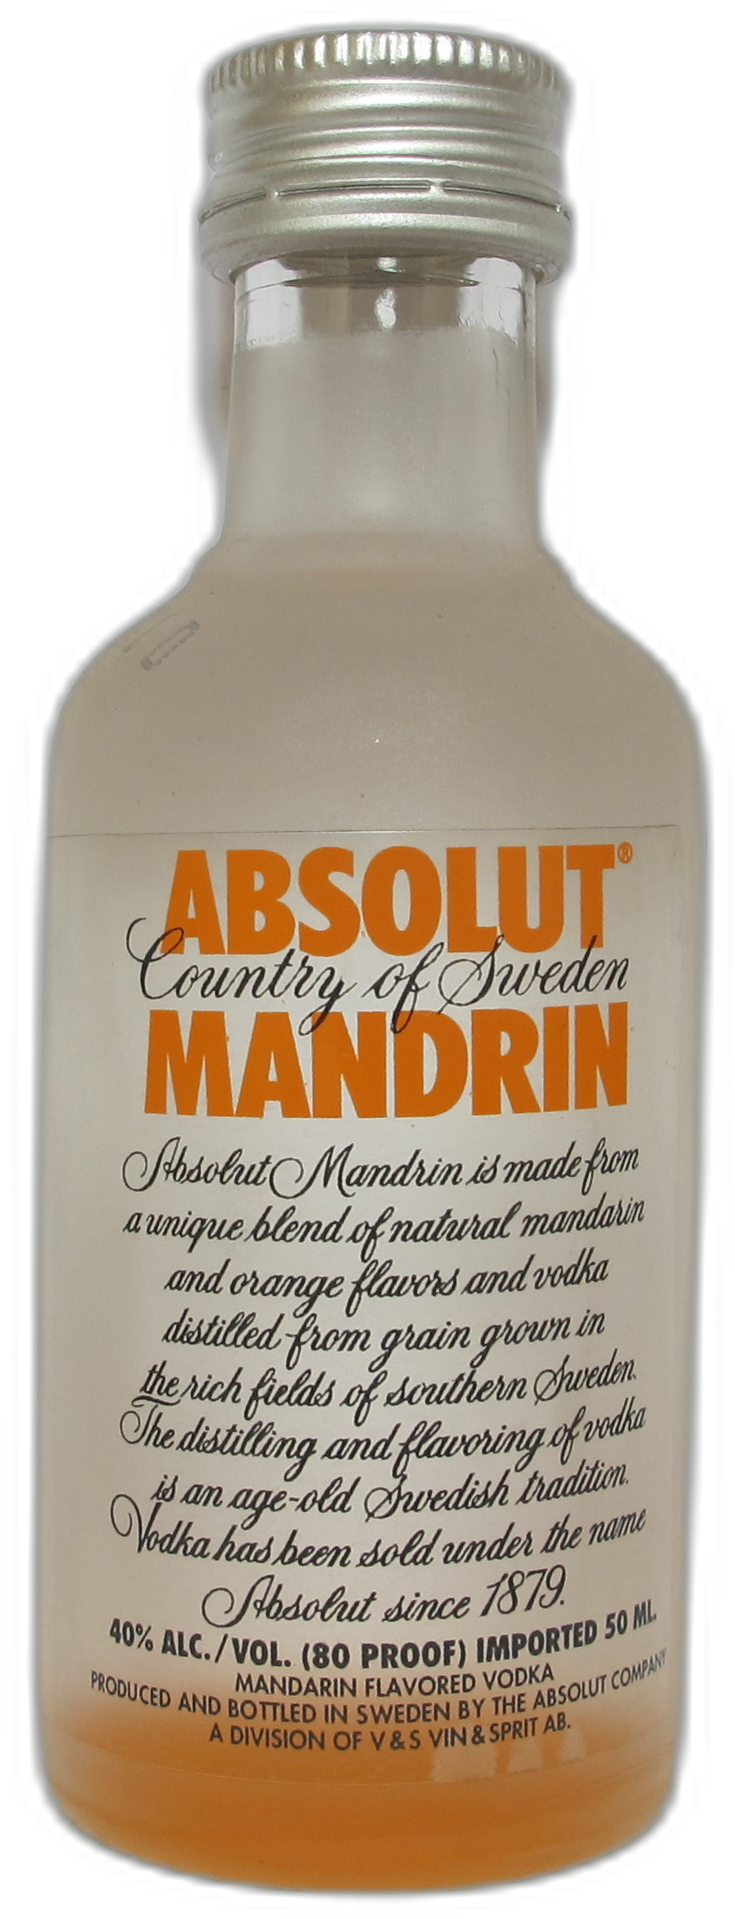 ABSOLUT®
Country of Sweden
MANDRIN
Absolut Mandrin is made from
a unique blend of natural mandarin
and orange flavors and vodka
distilled from grain grown in
the rich fields of southern Sweden.
The distilling and flavoring of vodka
is an age-old Swedish tradition.
Vodka has been sold under the name
Absolut since 1879.
40% ALC./VOL. (80 PROOF) IMPORTED 50 ML.
MANDARIN FLAVORED VODKA
PRODUCED AND BOTTLED IN SWEDEN BY THE ABSOLUT COMPANY
A DIVISION OF V&S VIN & SPRIT AB.